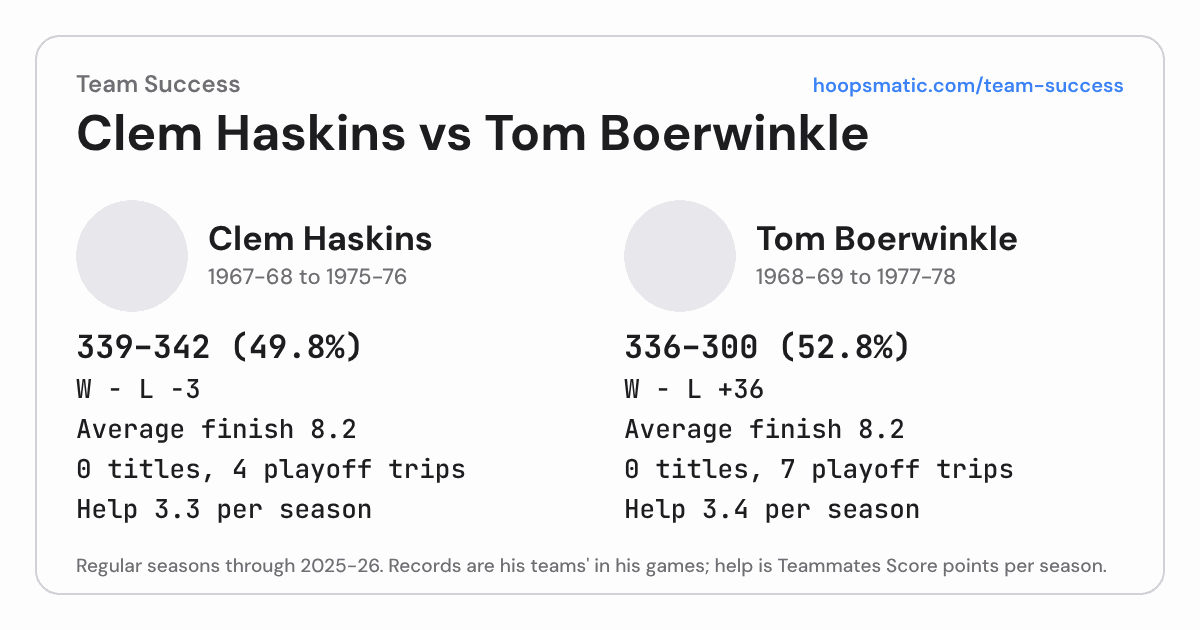 Team Success
hoopsmatic.com/team-success
Clem Haskins vs Tom Boerwinkle
Clem Haskins
1967-68 to 1975-76
339-342 (49.8%)
W - L -3
Average finish 8.2
0 titles, 4 playoff trips
Help 3.3 per season
Tom Boerwinkle
1968-69 to 1977-78
336-300 (52.8%)
W - L +36
Average finish 8.2
0 titles, 7 playoff trips
Help 3.4 per season
Regular seasons through 2025-26. Records are his teams' in his games; help is Teammates Score points per season.